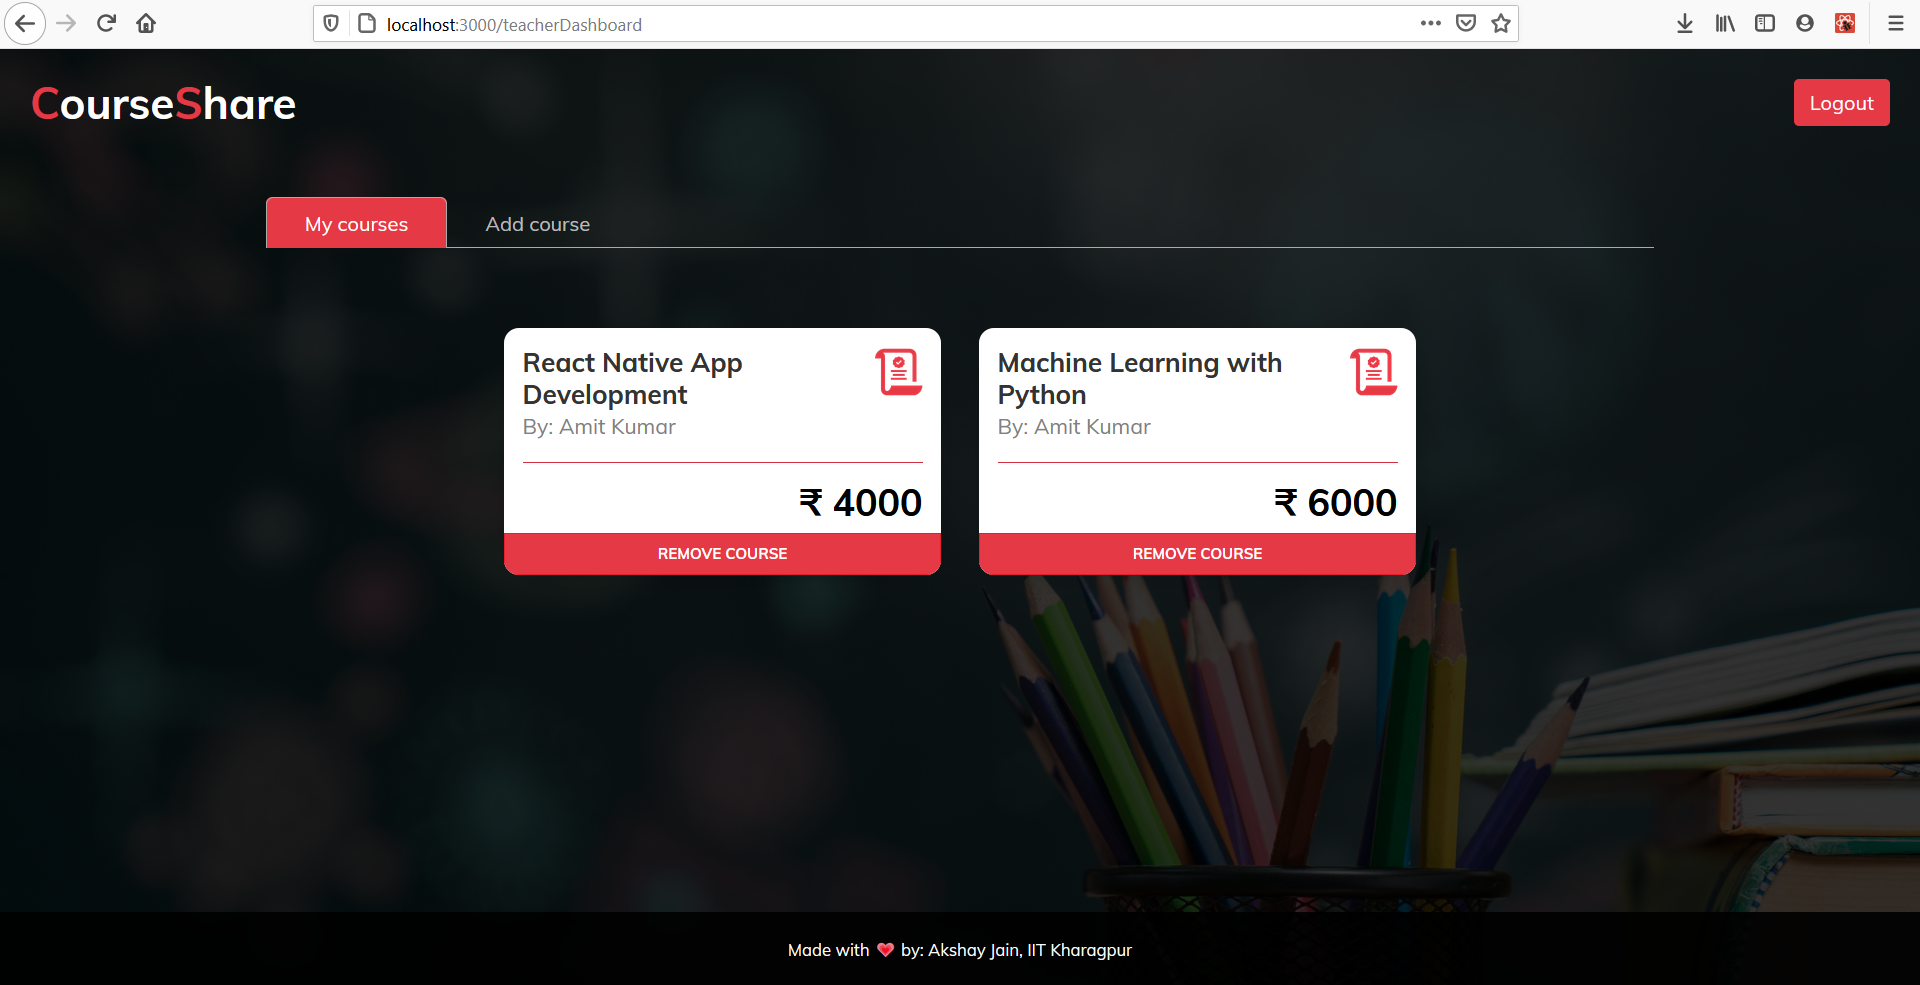 localhost:3000/teacherDashboard
CourseShare
Logout
My courses
Add course
React Native App
Development
By: Amit Kumar
₹ 4000
REMOVE COURSE
Machine Learning with
Python
By: Amit Kumar
₹ 6000
REMOVE COURSE
Made with ❤ by: Akshay Jain, IIT Kharagpur